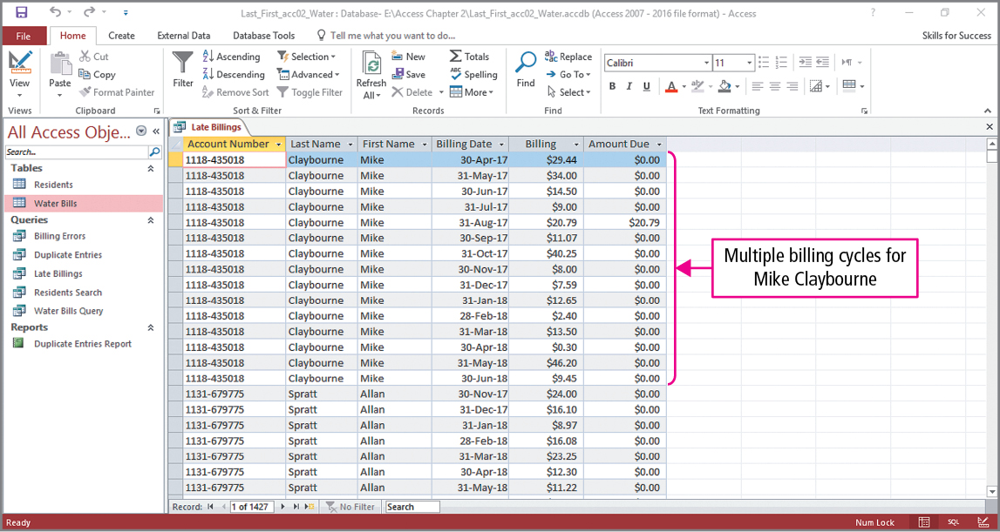 Last_First_acc02_Water : Database- E:\Access Chapter 2\Last_First_acc02_Water.accdb (Access 2007 - 2016 file format) - Access
File Home Create External Data Database Tools Tell me what you want to do... Skills for Success
View
Views
Paste
Cut
Copy
Format Painter
Clipboard
Filter
Ascending
Descending
Remove Sort
Selection
Advanced
Toggle Filter
Sort & Filter
Refresh
All
New
Save
Delete
Totals
Spelling
More
Records
Find
Replace
Go To
Select
Find
Calibri 11
B I U A
Text Formatting
All Access Obje...
Search...
Tables
Residents
Water Bills
Queries
Billing Errors
Duplicate Entries
Late Billings
Residents Search
Water Bills Query
Reports
Duplicate Entries Report
Late Billings
Account Number Last Name First Name Billing Date Billing Amount Due
1118-435018 Claybourne Mike 30-Apr-17 $29.44 $0.00
1118-435018 Claybourne Mike 31-May-17 $34.00 $0.00
1118-435018 Claybourne Mike 30-Jun-17 $14.50 $0.00
1118-435018 Claybourne Mike 31-Jul-17 $9.00 $0.00
1118-435018 Claybourne Mike 31-Aug-17 $20.79 $20.79
1118-435018 Claybourne Mike 30-Sep-17 $11.07 $0.00
1118-435018 Claybourne Mike 31-Oct-17 $40.25 $0.00
1118-435018 Claybourne Mike 30-Nov-17 $8.00 $0.00
1118-435018 Claybourne Mike 31-Dec-17 $7.59 $0.00
1118-435018 Claybourne Mike 31-Jan-18 $12.65 $0.00
1118-435018 Claybourne Mike 28-Feb-18 $2.40 $0.00
1118-435018 Claybourne Mike 31-Mar-18 $13.50 $0.00
1118-435018 Claybourne Mike 30-Apr-18 $0.30 $0.00
1118-435018 Claybourne Mike 31-May-18 $46.20 $0.00
1118-435018 Claybourne Mike 30-Jun-18 $9.45 $0.00
1131-679775 Spratt Allan 30-Nov-17 $24.00 $0.00
1131-679775 Spratt Allan 31-Dec-17 $16.10 $0.00
1131-679775 Spratt Allan 31-Jan-18 $8.97 $0.00
1131-679775 Spratt Allan 28-Feb-18 $16.08 $0.00
1131-679775 Spratt Allan 31-Mar-18 $23.25 $0.00
1131-679775 Spratt Allan 30-Apr-18 $12.30 $0.00
1131-679775 Spratt Allan 31-May-18 $11.22 $0.00
Multiple billing cycles for
Mike Claybourne
Record: 1 of 1427 No Filter Search
Ready Num Lock SQL